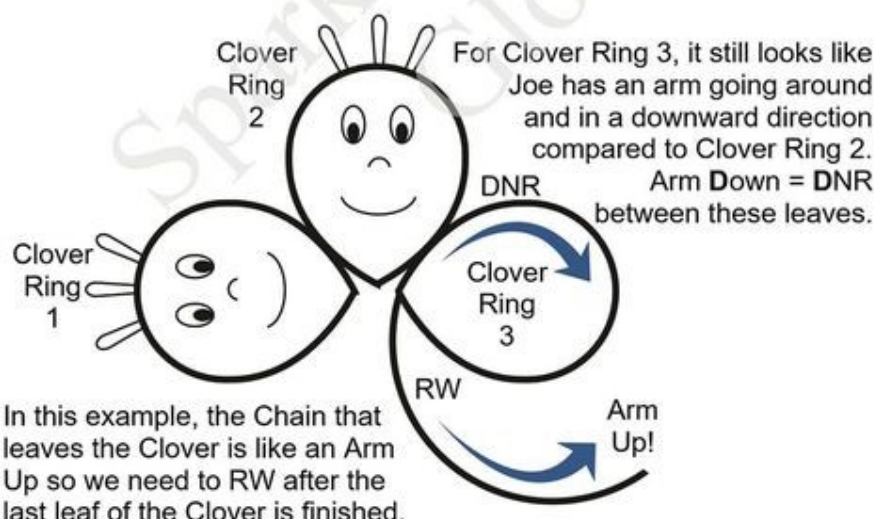 Clover
Ring
2
For Clover Ring 3, it still looks like
Joe has an arm going around
and in a downward direction
compared to Clover Ring 2.
Arm Down = DNR
between these leaves.
DNR
Clover
Ring
1
Clover
Ring
3
RW
Arm
Up!
In this example, the Chain that
leaves the Clover is like an Arm
Up so we need to RW after the
last leaf of the Clover is finished.